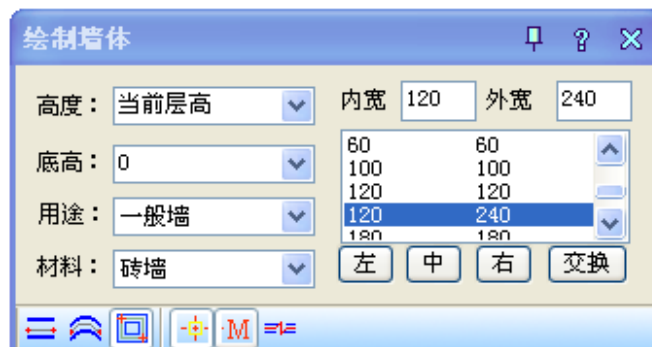 绘制墙体
高度： 当前层高 内宽 120 外宽 240
底高： 0
用途： 一般墙
材料： 砖墙
60 60
100 100
120 120
120 240
180 180
左 中 右 交换
M